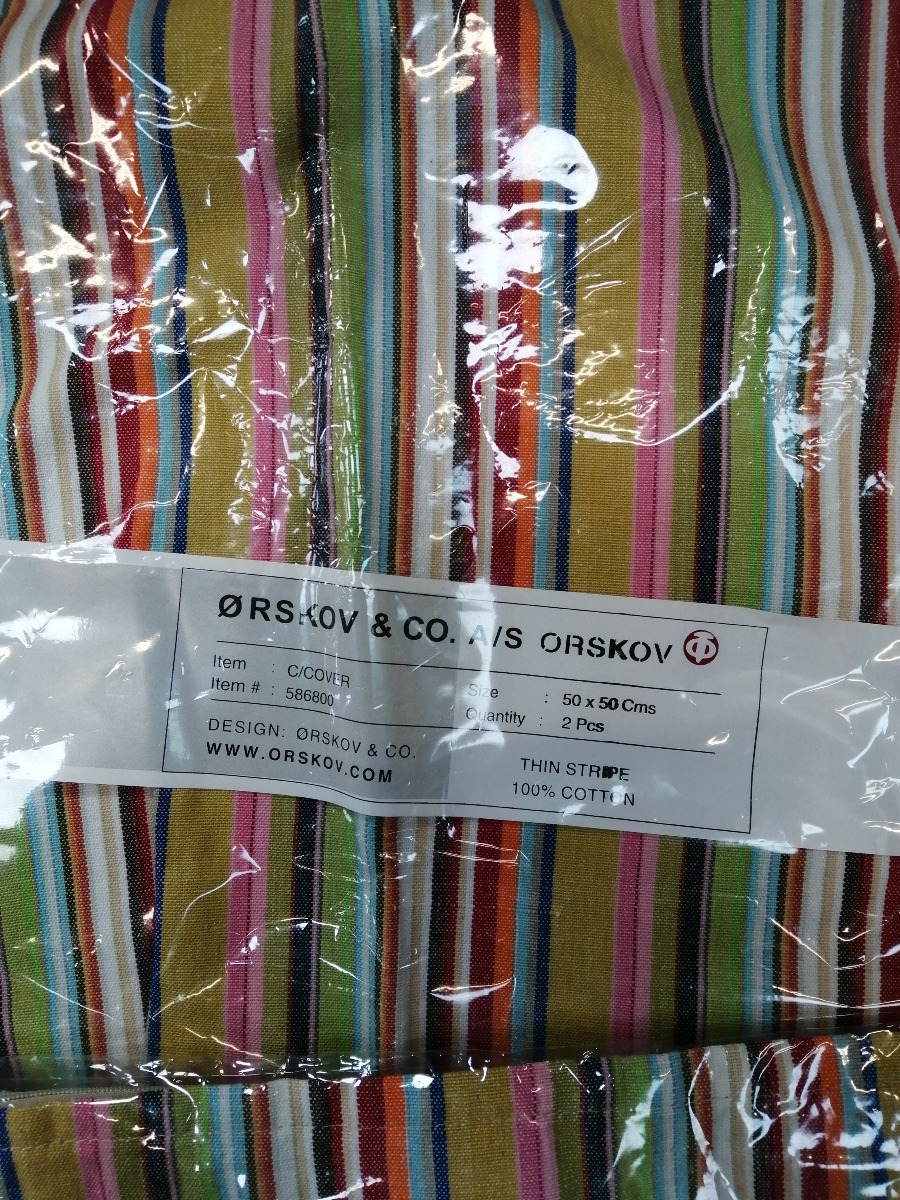 ØRSKOV & CO. A/S ORSKOV
Item : C/COVER
Item # : 586800
Size : 50 x 50 Cms
Quantity : 2 Pcs
DESIGN: ØRSKOV & CO.
WWW.ORSKOV.COM
THIN STRIPE
100% COTTON